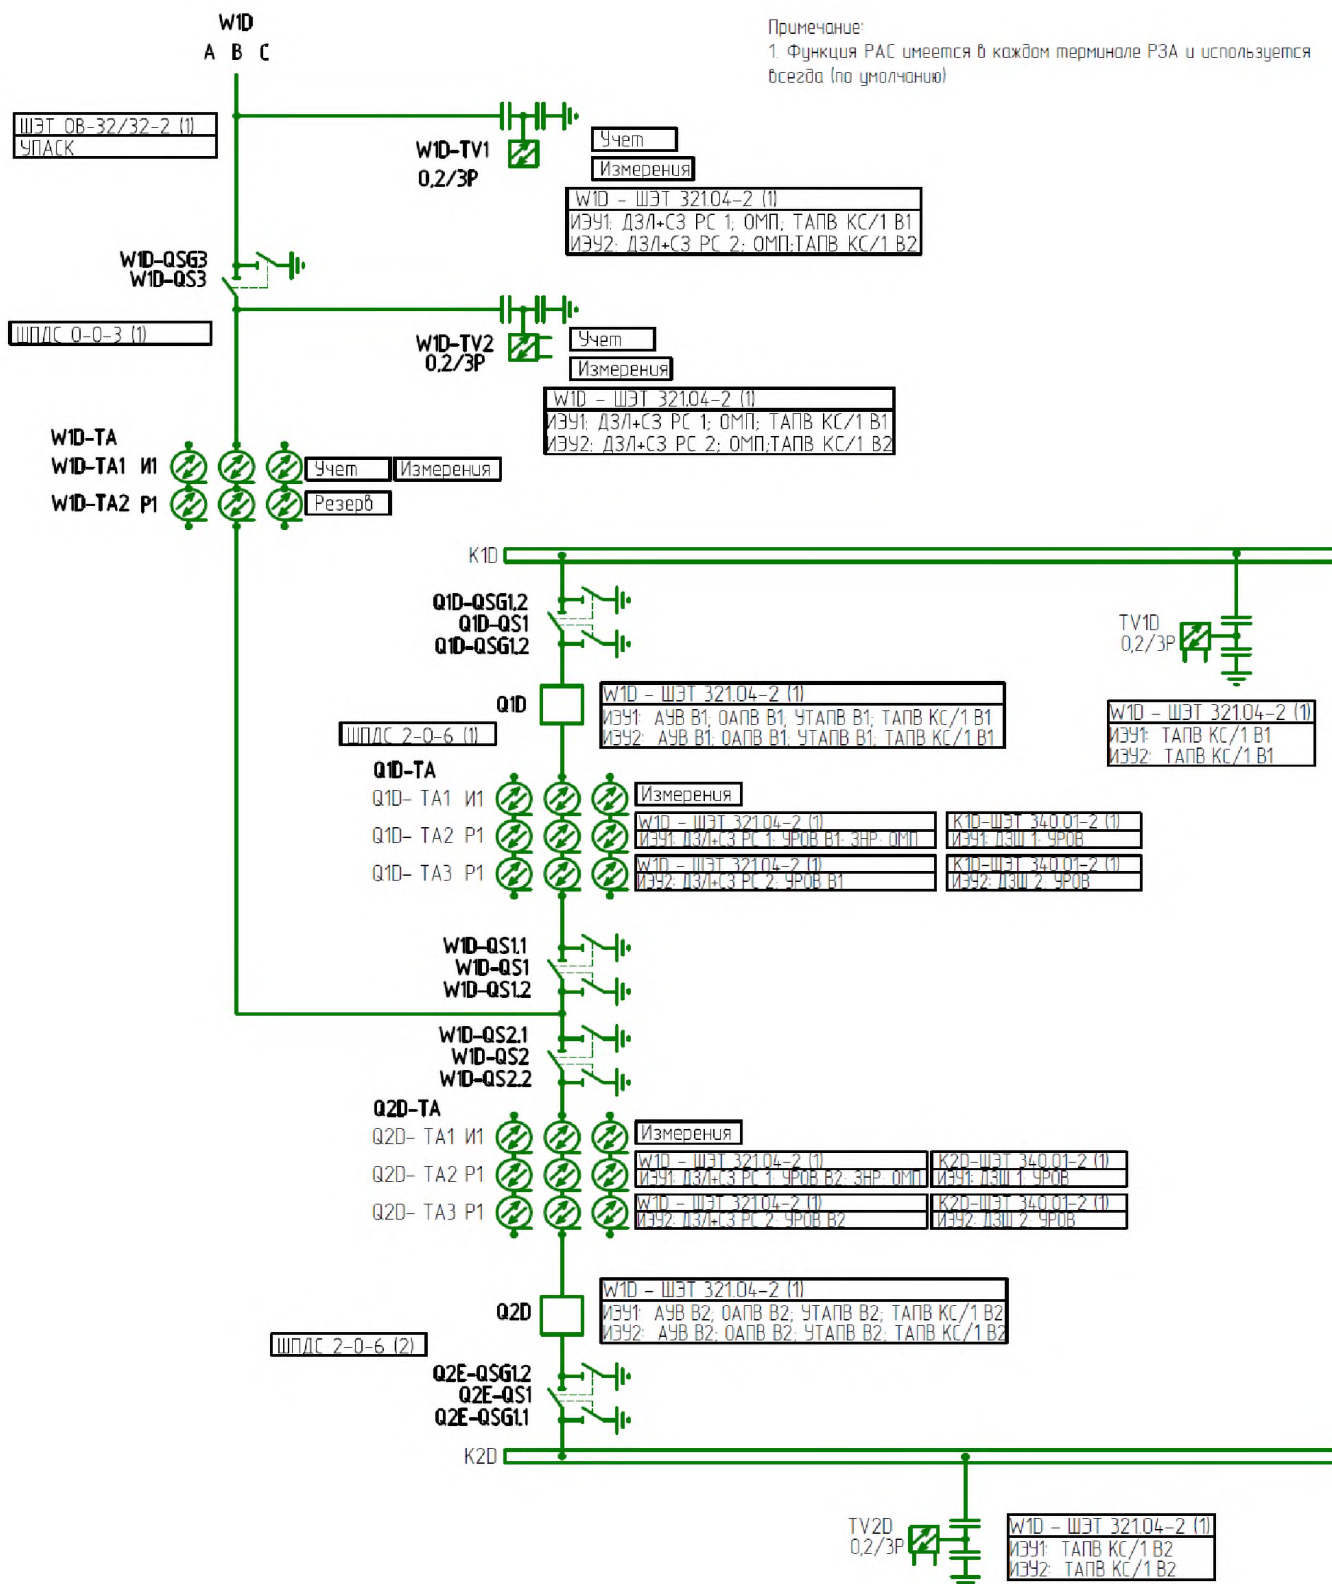 W1D
A B C
Примечание:
1. Функция РАС имеется в каждом терминале РЗА и используется
всегда (по умолчанию)
ШЭТ ОВ-32/32-2 (1)
УПАСК
W1D-TV1
0,2/3P
Учет
Измерения
W1D - ШЭТ 321.04-2 (1)
ИЭУ1: ДЗЛ+СЗ РС 1; ОМП; ТАПВ КС/1 В1
ИЭУ2: ДЗЛ+СЗ РС 2; ОМП;ТАПВ КС/1 В2
W1D-QSG3
W1D-QS3
ШПДС 0-0-3 (1)
W1D-TV2
0,2/3P
Учет
Измерения
W1D - ШЭТ 321.04-2 (1)
ИЭУ1: ДЗЛ+СЗ РС 1; ОМП; ТАПВ КС/1 В1
ИЭУ2: ДЗЛ+СЗ РС 2; ОМП;ТАПВ КС/1 В2
W1D-TA
W1D-TA1 И1
Учет
Измерения
W1D-TA2 P1
Резерв
K1D
Q1D-QSG1.2
Q1D-QS1
Q1D-QSG1.2
TV1D
0,2/3P
Q1D
W1D - ШЭТ 321.04-2 (1)
ИЭУ1: АУВ В1; ОАПВ В1; УТАПВ В1; ТАПВ КС/1 В1
ИЭУ2: АУВ В1; ОАПВ В1; УТАПВ В1; ТАПВ КС/1 В1
W1D - ШЭТ 321.04-2 (1)
ИЭУ1: ТАПВ КС/1 В1
ИЭУ2: ТАПВ КС/1 В1
ШПДС 2-0-6 (1)
Q1D-TA
Q1D- TA1 И1
Измерения
Q1D- TA2 P1
W1D - ШЭТ 321.04-2 (1)
ИЭУ1: ДЗЛ+СЗ РС 1; УРОВ В1; ЗНР; ОМП
K1D-ШЭТ 340.01-2 (1)
ИЭУ1: ДЗШ 1; УРОВ
Q1D- TA3 P1
W1D - ШЭТ 321.04-2 (1)
ИЭУ2: ДЗЛ+СЗ РС 2; УРОВ В1
K1D-ШЭТ 340.01-2 (1)
ИЭУ2: ДЗШ 2; УРОВ
W1D-QS1.1
W1D-QS1
W1D-QS1.2
W1D-QS2.1
W1D-QS2
W1D-QS2.2
Q2D-TA
Q2D- TA1 И1
Измерения
Q2D- TA2 P1
W1D - ШЭТ 321.04-2 (1)
ИЭУ1: ДЗЛ+СЗ РС 1; УРОВ В2; ЗНР; ОМП
K2D-ШЭТ 340.01-2 (1)
ИЭУ1: ДЗШ 1; УРОВ
Q2D- TA3 P1
W1D - ШЭТ 321.04-2 (1)
ИЭУ2: ДЗЛ+СЗ РС 2; УРОВ В2
K2D-ШЭТ 340.01-2 (1)
ИЭУ2: ДЗШ 2; УРОВ
Q2D
W1D - ШЭТ 321.04-2 (1)
ИЭУ1: АУВ В2; ОАПВ В2; УТАПВ В2; ТАПВ КС/1 В2
ИЭУ2: АУВ В2; ОАПВ В2; УТАПВ В2; ТАПВ КС/1 В2
ШПДС 2-0-6 (2)
Q2E-QSG1.2
Q2E-QS1
Q2E-QSG1.1
K2D
TV2D
0,2/3P
W1D - ШЭТ 321.04-2 (1)
ИЭУ1: ТАПВ КС/1 В2
ИЭУ2: ТАПВ КС/1 В2